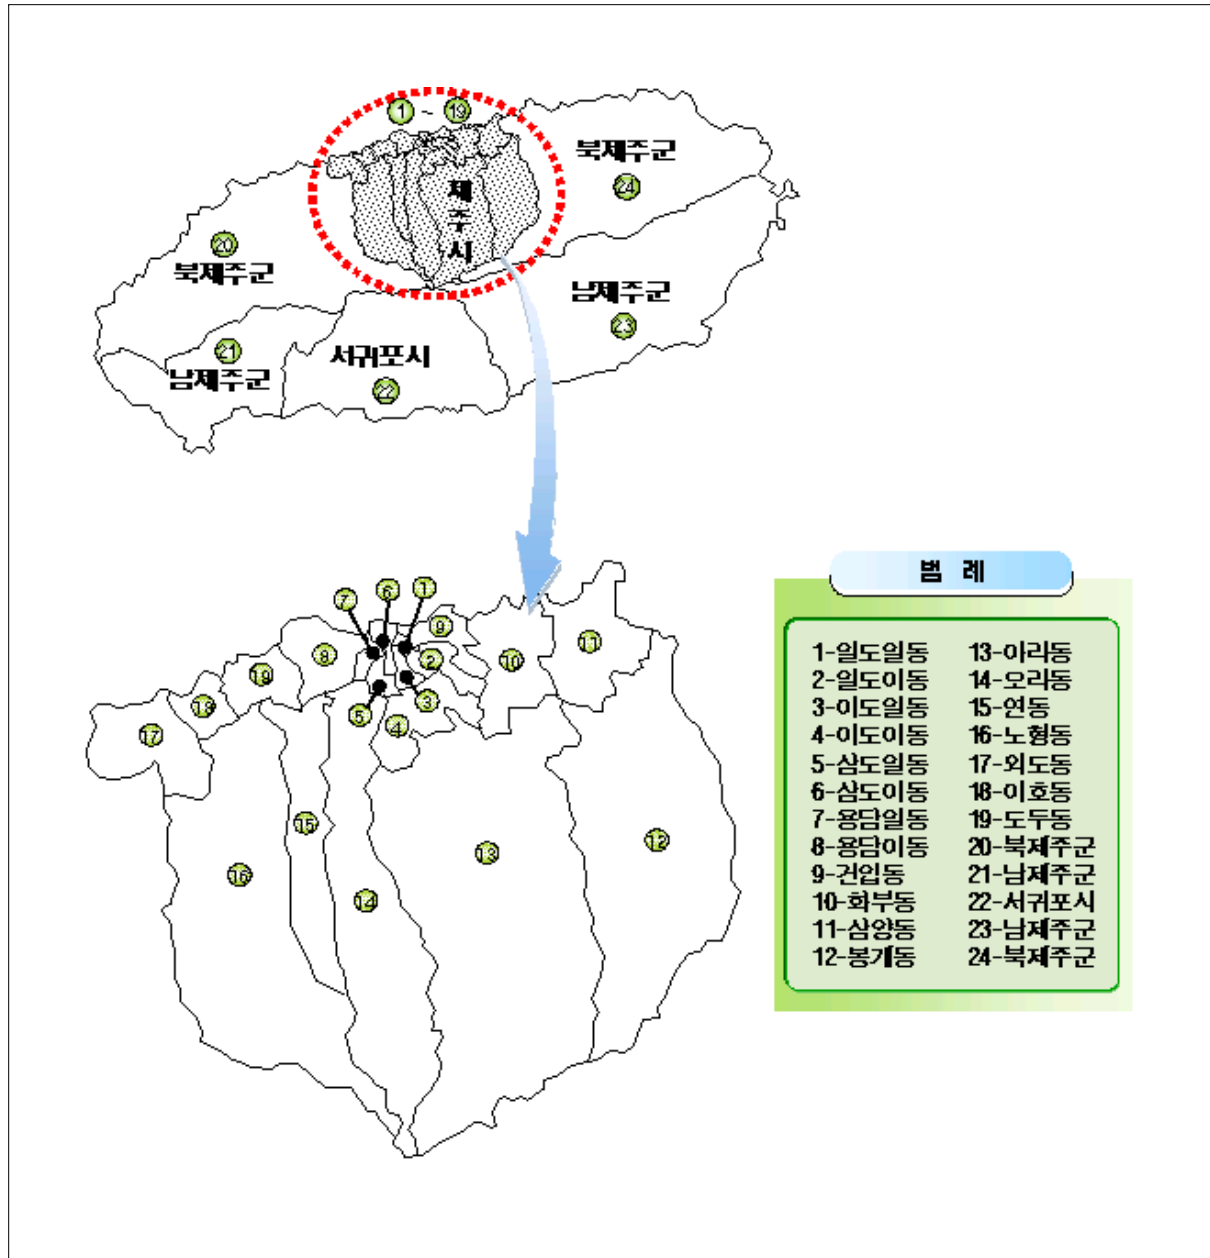 ① ~ ⑲
북제주군
㉔
제
주
시
⑳
북제주군
남제주군
㉓
㉑
남제주군
서귀포시
㉒
⑦ ⑥ ①
⑧ ⑨ ② ⑩ ⑪
⑲ ⑱ ⑰
⑤ ④ ③
⑮ ⑯ ⑭ ⑬ ⑫
범 례
1-일도일동
2-일도이동
3-이도일동
4-이도이동
5-삼도일동
6-삼도이동
7-용담일동
8-용담이동
9-건입동
10-화부동
11-삼양동
12-봉개동
13-아라동
14-오라동
15-연동
16-노형동
17-외도동
18-이호동
19-도두동
20-북제주군
21-남제주군
22-서귀포시
23-남제주군
24-북제주군